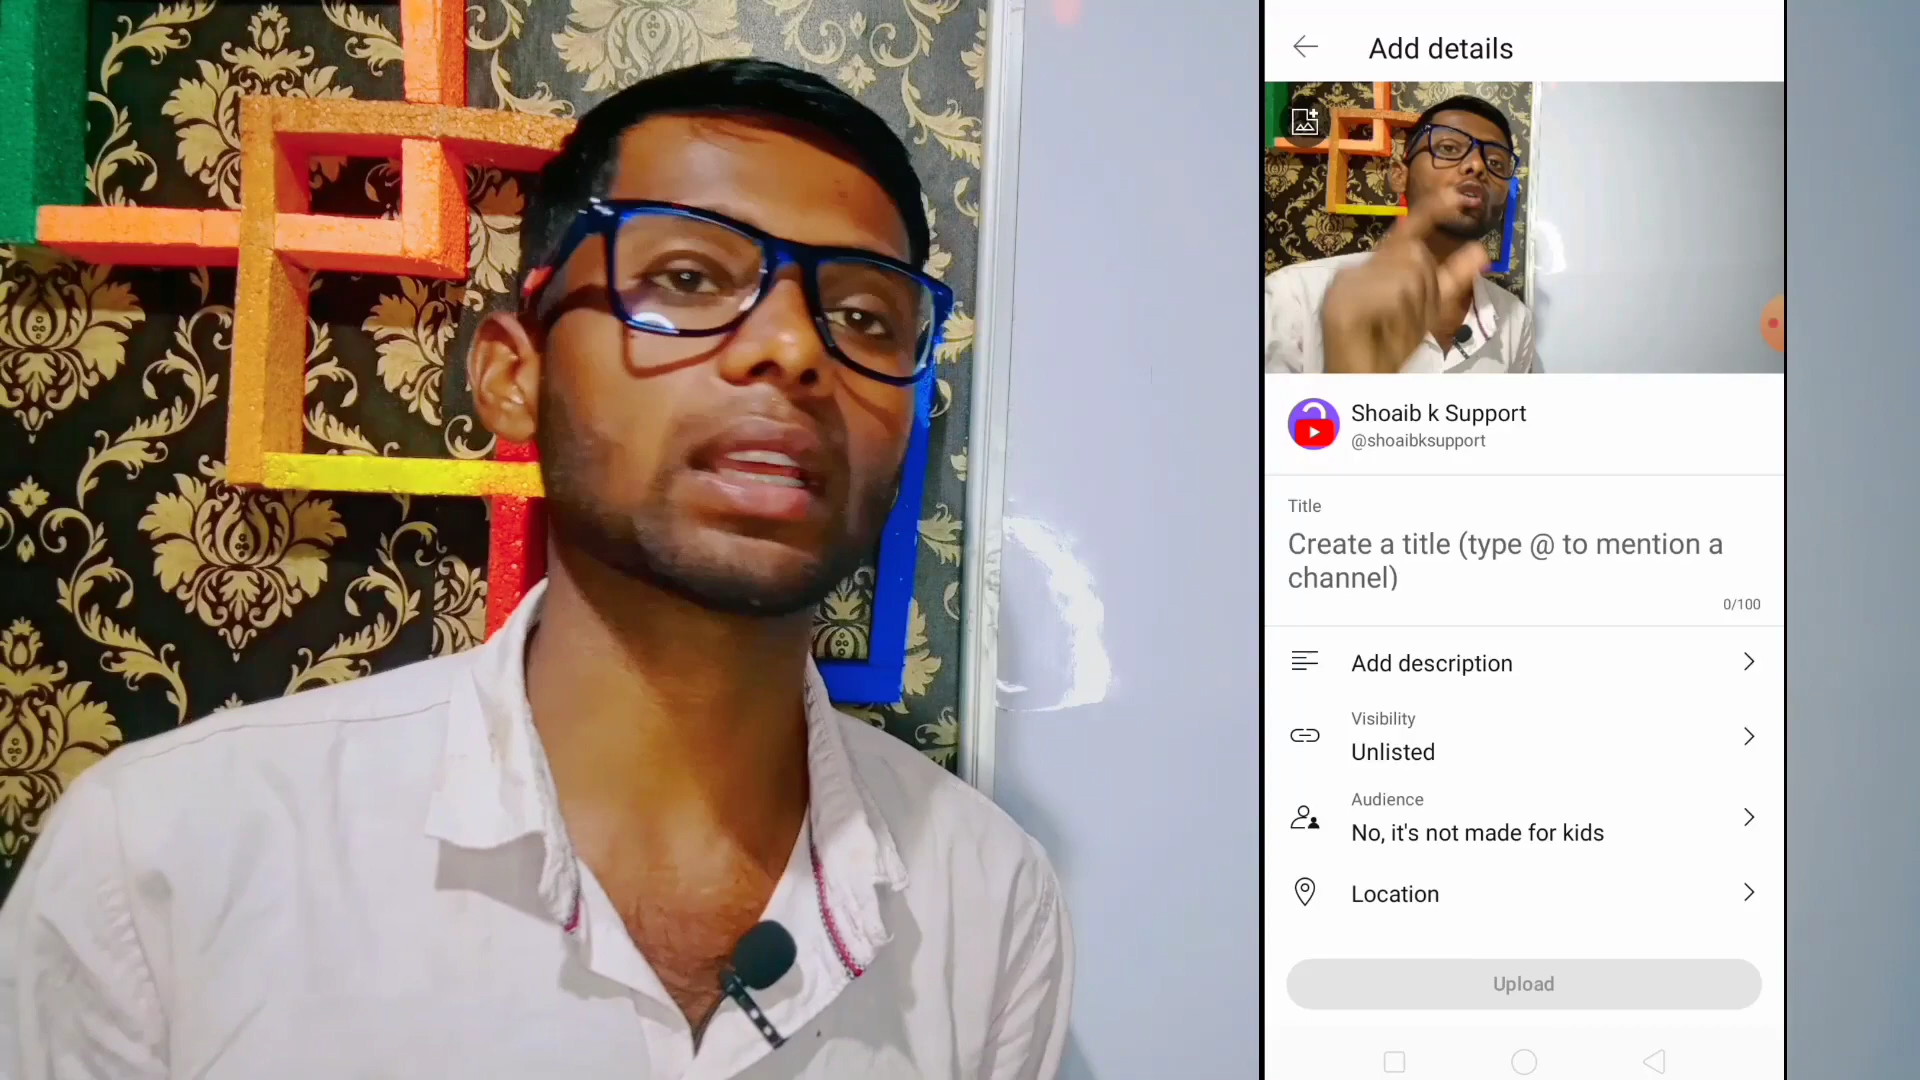 Add details
Shoaib k Support
@shoaibksupport
Title
Create a title (type @ to mention a
channel)
0/100
Add description
Visibility
Unlisted
Audience
No, it's not made for kids
Location
Upload